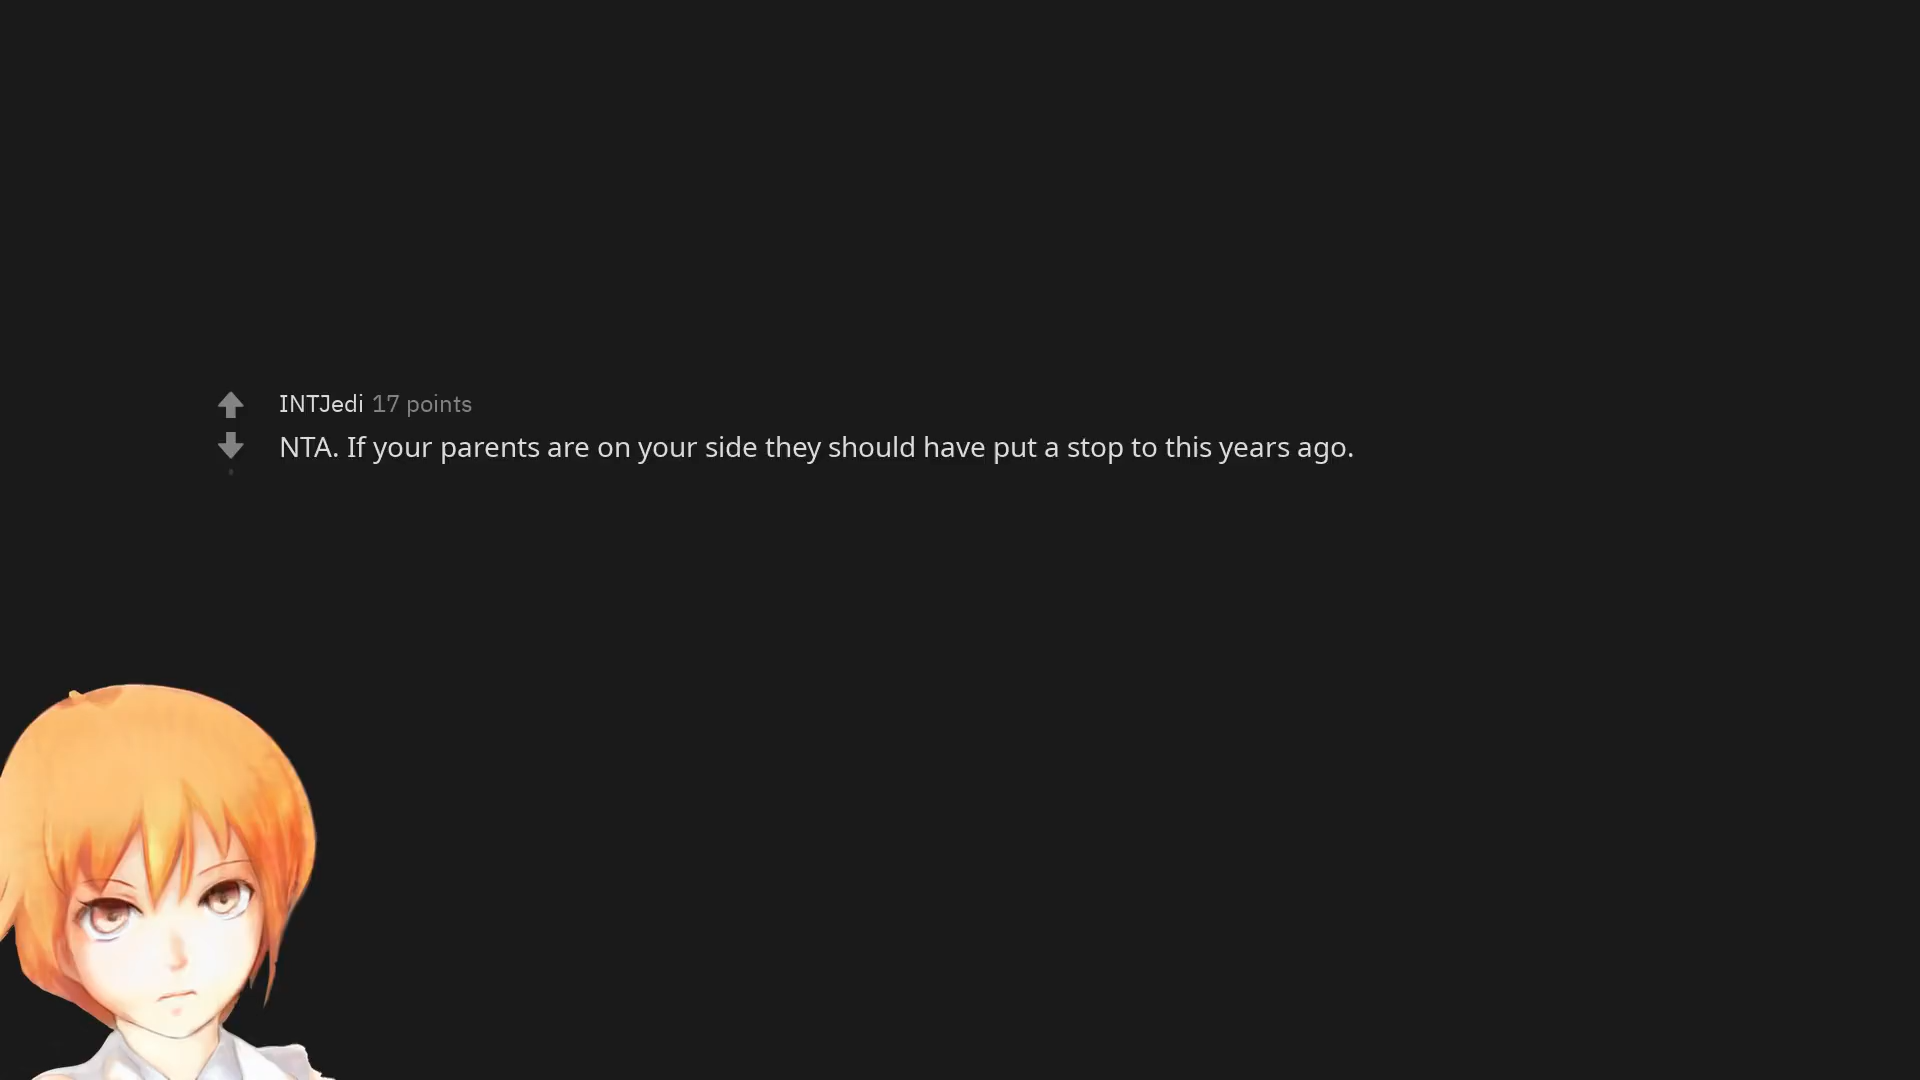 INTJedi 17 points
NTA. If your parents are on your side they should have put a stop to this years ago.